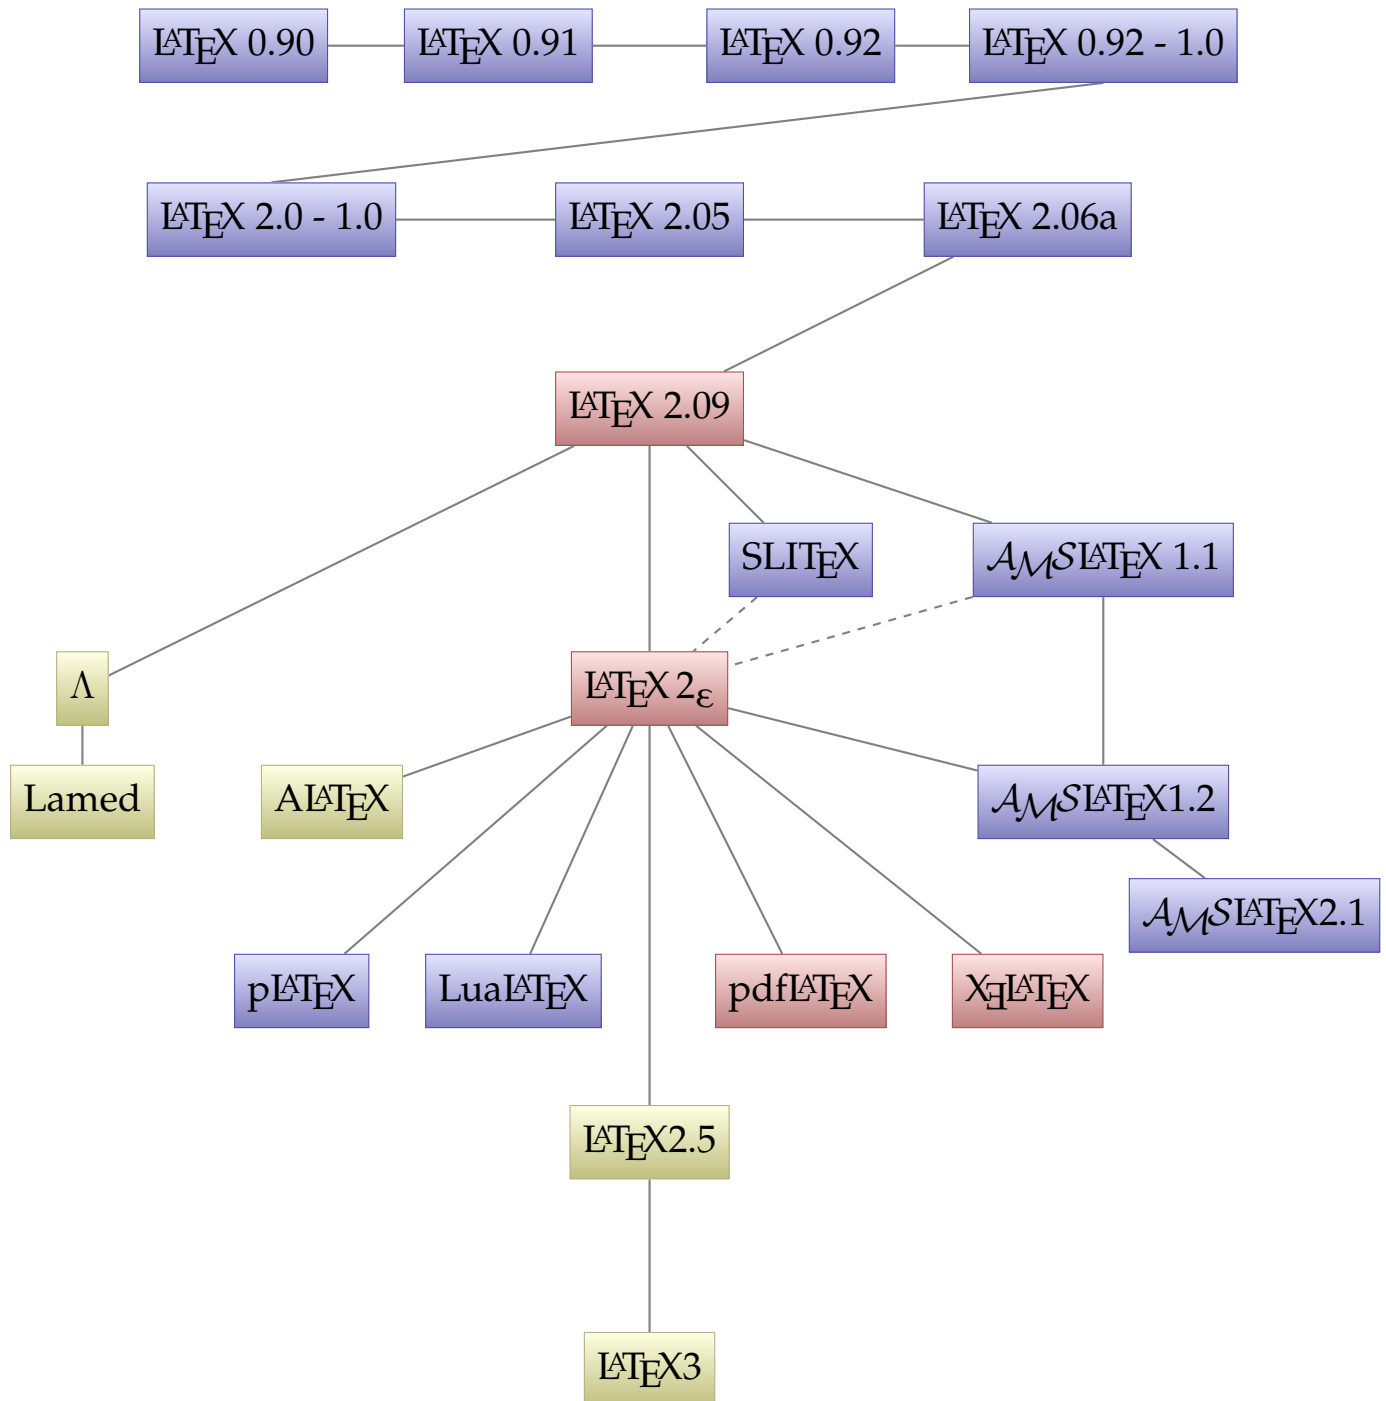 LATEX 0.90 LATEX 0.91 LATEX 0.92 LATEX 0.92 - 1.0
LATEX 2.0 - 1.0 LATEX 2.05 LATEX 2.06a
LATEX 2.09
SLITEX AMSLATEX 1.1
Λ LATEX 2ε
Lamed ALATEX AMSLATEX1.2
AMSLATEX2.1
pLATEX LuaLATEX pdfLATEX XƎLATEX
LATEX2.5
LATEX3